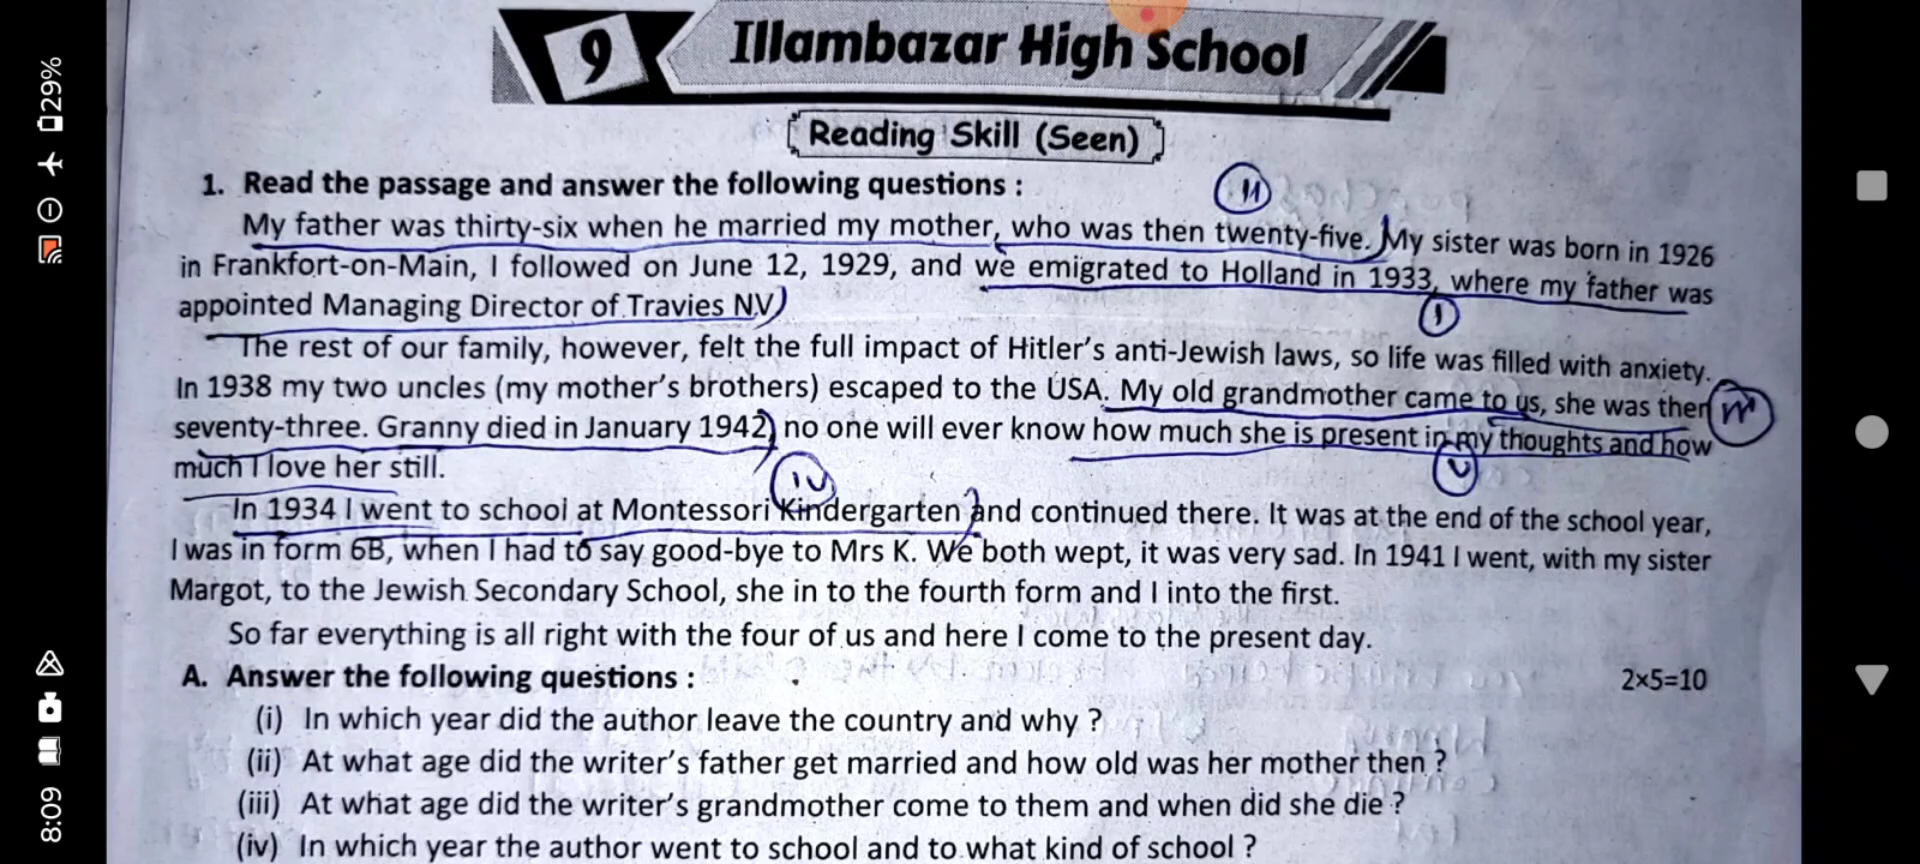 9 Illambazar High School
Reading Skill (Seen)
1. Read the passage and answer the following questions :
11
My father was thirty-six when he married my mother, who was then twenty-five. My sister was born in 1926
in Frankfort-on-Main, I followed on June 12, 1929, and we emigrated to Holland in 1933, where my father was
appointed Managing Director of Travies NV
1
The rest of our family, however, felt the full impact of Hitler's anti-Jewish laws, so life was filled with anxiety.
In 1938 my two uncles (my mother's brothers) escaped to the USA. My old grandmother came to us, she was then
seventy-three. Granny died in January 1942, no one will ever know how much she is present in my thoughts and how
much I love her still.
iv
v
In 1934 I went to school at Montessori Kindergarten and continued there. It was at the end of the school year,
I was in form 6B, when I had to say good-bye to Mrs K. We both wept, it was very sad. In 1941 I went, with my sister
Margot, to the Jewish Secondary School, she in to the fourth form and I into the first.
So far everything is all right with the four of us and here I come to the present day.
A. Answer the following questions : 2×5=10
(i) In which year did the author leave the country and why ?
(ii) At what age did the writer's father get married and how old was her mother then ?
(iii) At what age did the writer's grandmother come to them and when did she die ?
(iv) In which year the author went to school and to what kind of school ?
29%
8:09